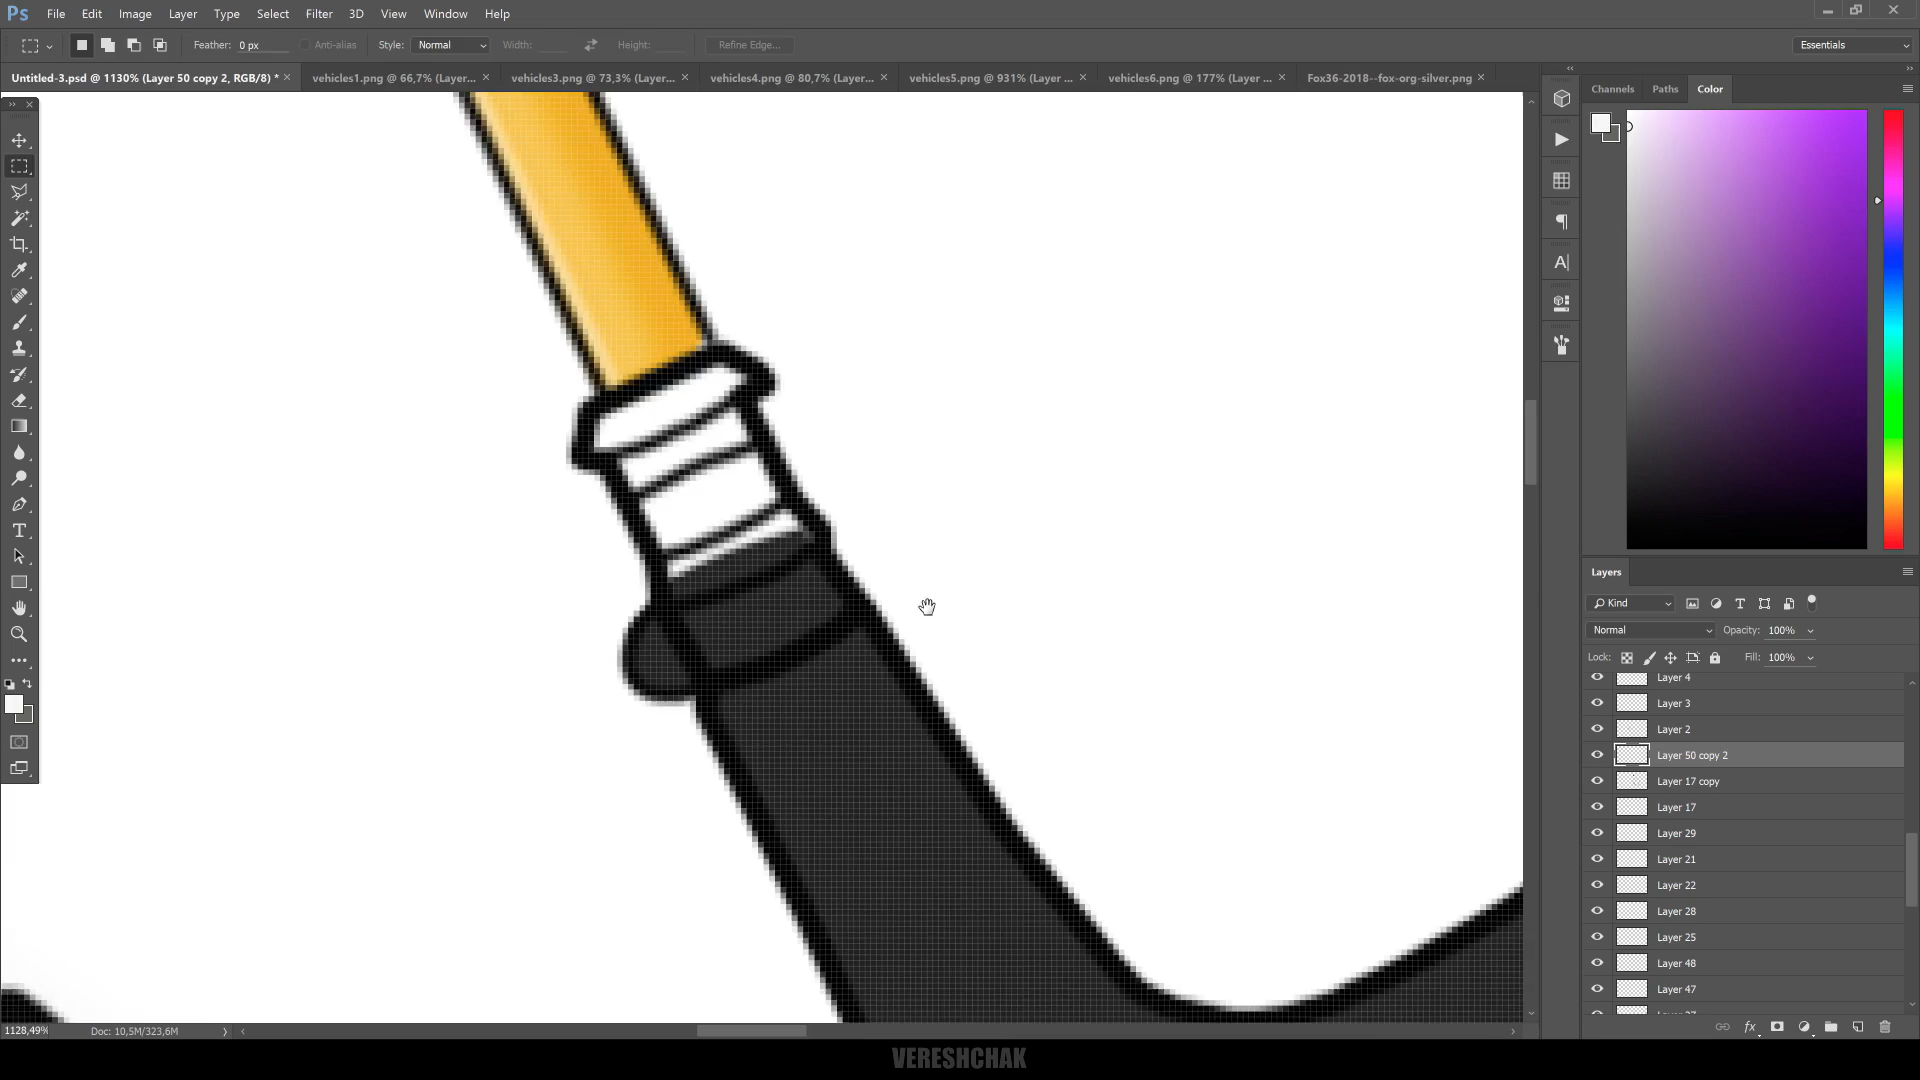 Ps File Edit Image Layer Type Select Filter 3D View Window Help
Feather: 0 px Anti-alias Style: Normal Width: Height: Refine Edge... Essentials
Untitled-3.psd @ 1130% (Layer 50 copy 2, RGB/8) * vehicles1.png @ 66,7% (Layer... vehicles3.png @ 73,3% (Layer... vehicles4.png @ 80,7% (Layer... vehicles5.png @ 931% (Layer ... vehicles6.png @ 177% (Layer ... Fox36-2018--fox-org-silver.png
Channels Paths Color
Layers
Kind
Normal Opacity: 100%
Lock: Fill: 100%
Layer 4
Layer 3
Layer 2
Layer 50 copy 2
Layer 17 copy
Layer 17
Layer 29
Layer 21
Layer 22
Layer 28
Layer 25
Layer 48
Layer 47
1128,49% Doc: 10,5M/323,6M
VERESHCHAK